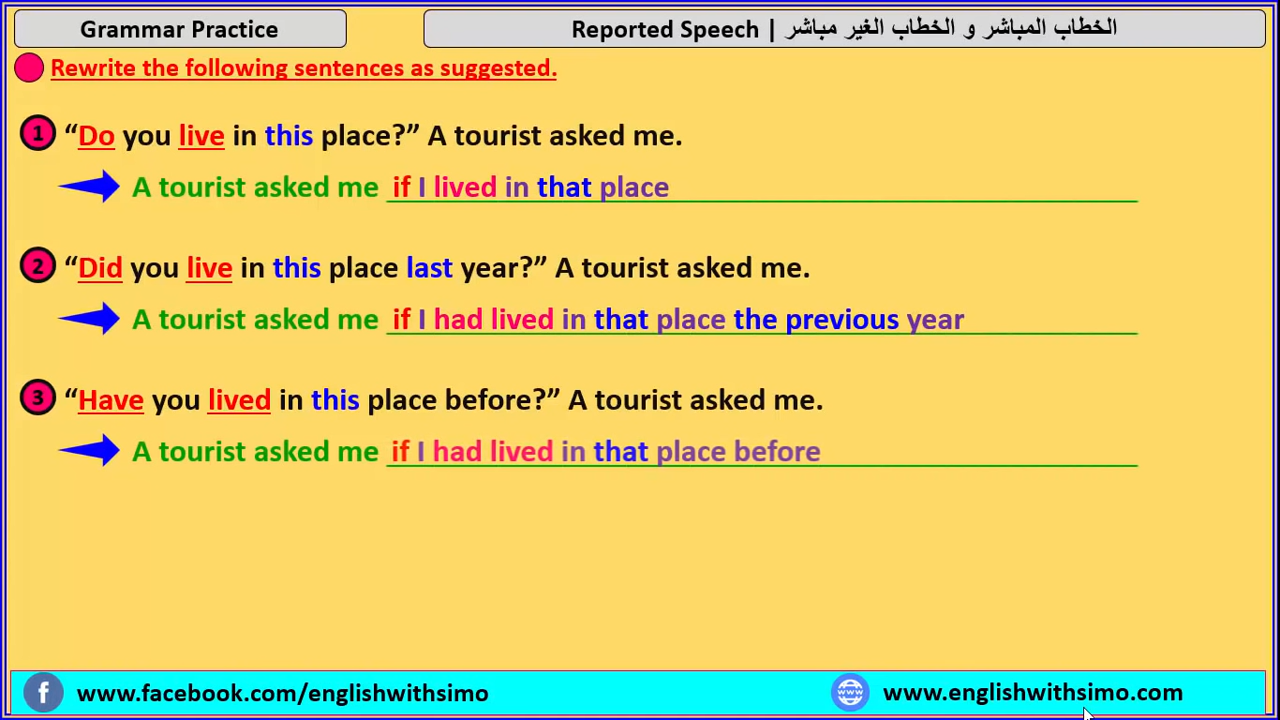 Grammar Practice
Reported Speech | الخطاب المباشر و الخطاب الغير مباشر
Rewrite the following sentences as suggested.
1 “Do you live in this place?” A tourist asked me.
A tourist asked me if I lived in that place
2 “Did you live in this place last year?” A tourist asked me.
A tourist asked me if I had lived in that place the previous year
3 “Have you lived in this place before?” A tourist asked me.
A tourist asked me if I had lived in that place before
f www.facebook.com/englishwithsimo
www www.englishwithsimo.com